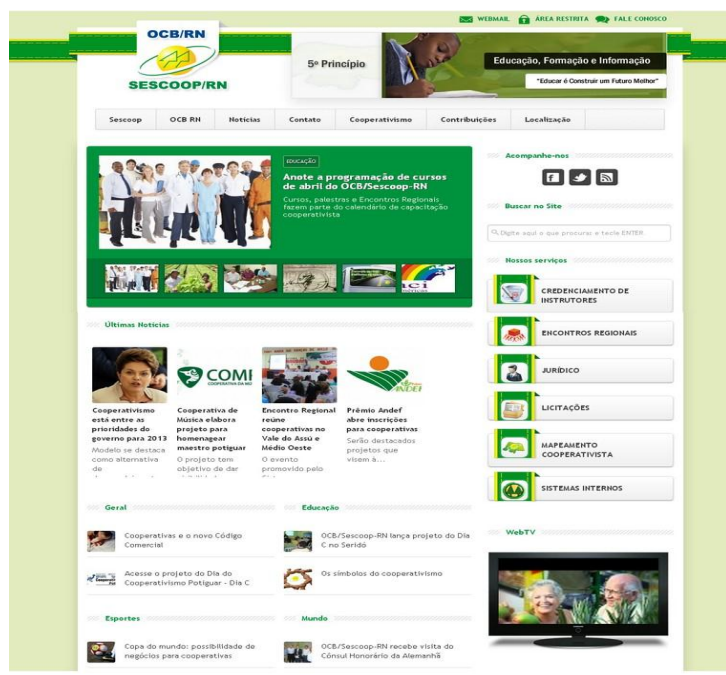 WEBMAIL ÁREA RESTRITA FALE CONOSCO
OCB/RN
SESCOOP/RN
5º Princípio
Educação, Formação e Informação
"Educar é Construir um Futuro Melhor"
Sescoop OCB RN Notícias Contato Cooperativismo Contribuições Localização
EDUCAÇÃO
Anote a programação de cursos
de abril do OCB/Sescoop-RN
Cursos, palestras e Encontros Regionais
fazem parte do calendário de capacitação
cooperativista
Acompanhe-nos
Buscar no Site
Digite aqui o que procurar e tecle ENTER
Nossos serviços
CREDENCIAMENTO DE
INSTRUTORES
ENCONTROS REGIONAIS
JURÍDICO
LICITAÇÕES
MAPEAMENTO
COOPERATIVISTA
SISTEMAS INTERNOS
WebTV
Últimas Notícias
COMI
ANDEF
Cooperativismo
está entre as
prioridades do
governo para 2013
Modelo se destaca
como alternativa
de
Cooperativa de
Música elabora
projeto para
homenagear
maestro potiguar
O projeto tem
objetivo de dar
Encontro Regional
reúne
cooperativas no
Vale do Assú e
Médio Oeste
O evento
promovido pelo
Prêmio Andef
abre inscrições
para cooperativas
Serão destacados
projetos que
visem à...
Geral
Cooperativas e o novo Código
Comercial
Acesse o projeto do Dia do
Cooperativismo Potiguar - Dia C
Educação
OCB/Sescoop-RN lança projeto do Dia
C no Seridó
Os símbolos do cooperativismo
Esportes
Copa do mundo: possibilidade de
negócios para cooperativas
Mundo
OCB/Sescoop-RN recebe visita do
Cônsul Honorário da Alemanhã